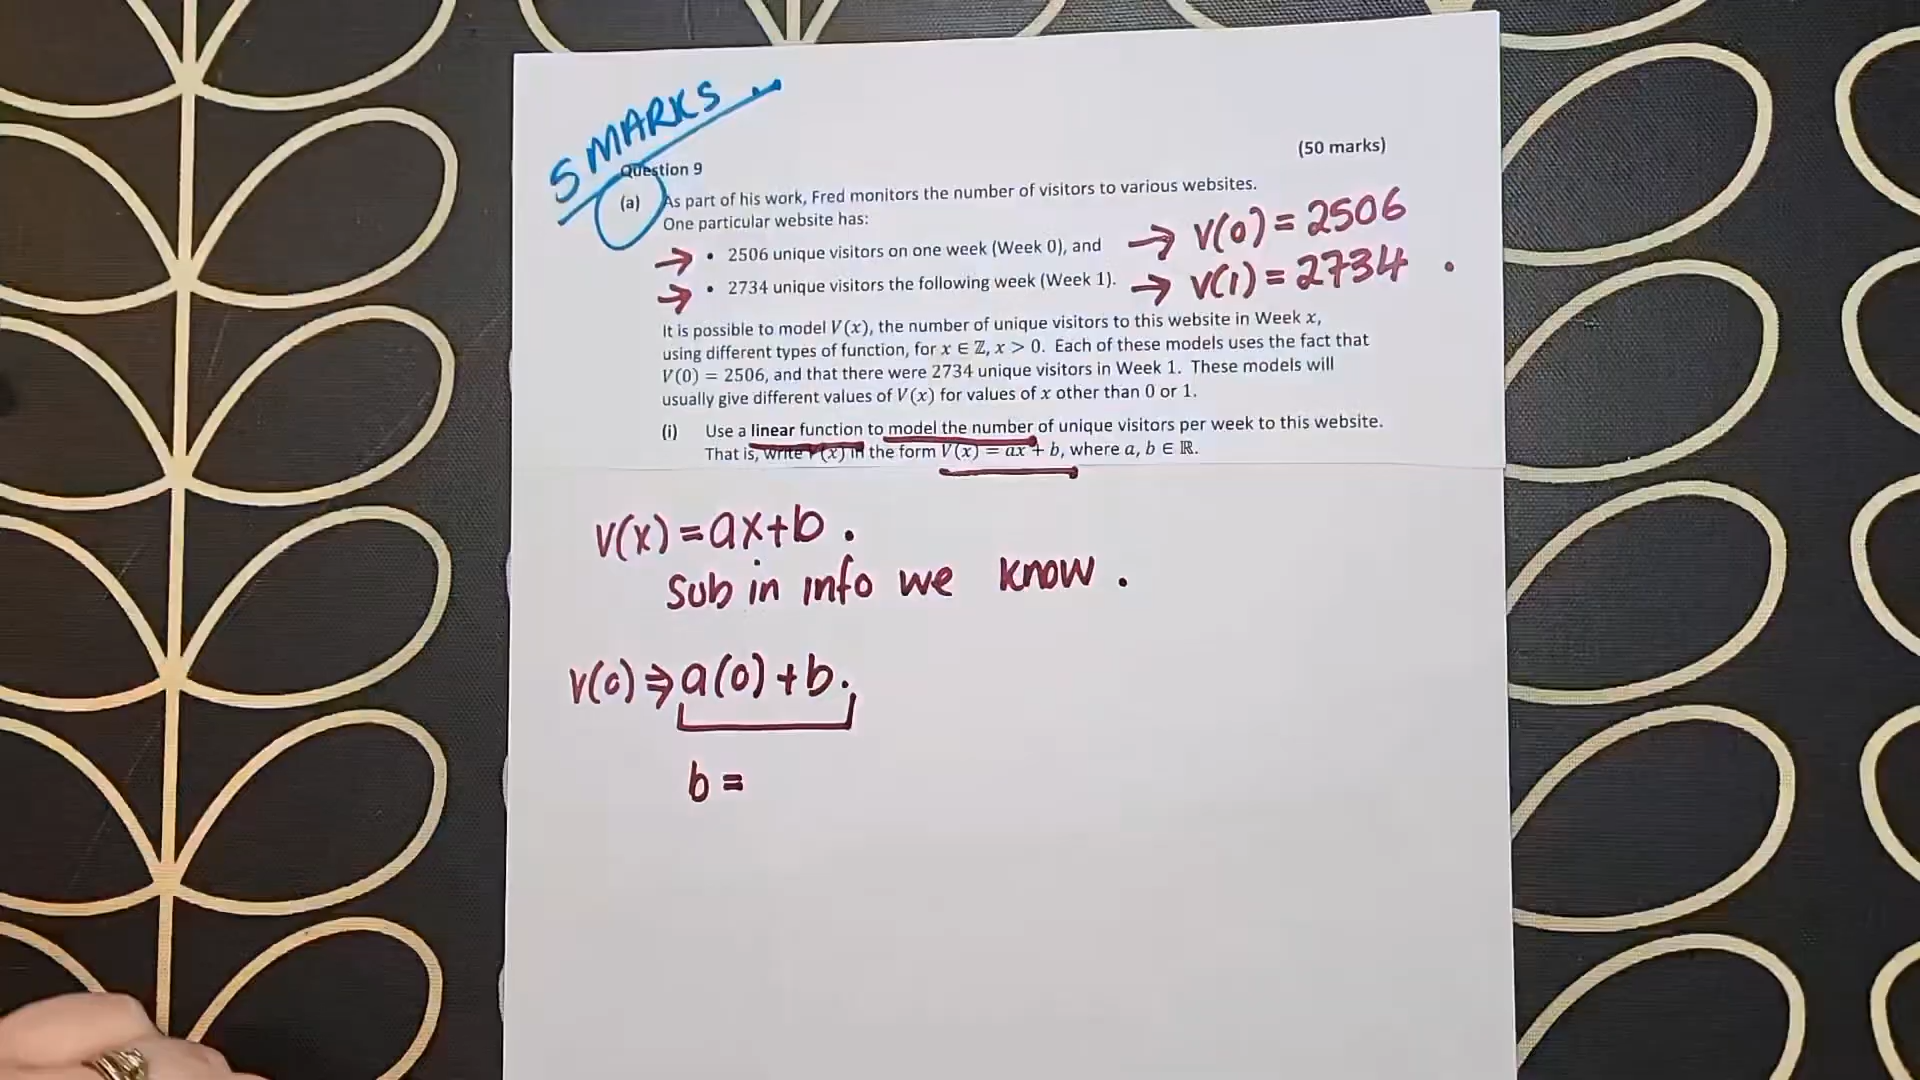 5 MARKS
(50 marks)
Question 9
(a) As part of his work, Fred monitors the number of visitors to various websites.
One particular website has:
→ • 2506 unique visitors on one week (Week 0), and → V(0) = 2506
→ • 2734 unique visitors the following week (Week 1). → V(1) = 2734 .
It is possible to model V(x), the number of unique visitors to this website in Week x,
using different types of function, for x ∈ ℤ, x > 0. Each of these models uses the fact that
V(0) = 2506, and that there were 2734 unique visitors in Week 1. These models will
usually give different values of V(x) for values of x other than 0 or 1.
(i) Use a linear function to model the number of unique visitors per week to this website.
That is, write V(x) in the form V(x) = ax + b, where a, b ∈ ℝ.
V(x) = ax+b .
Sub in info we know .
V(0) ⇒ a(0) + b.
b =